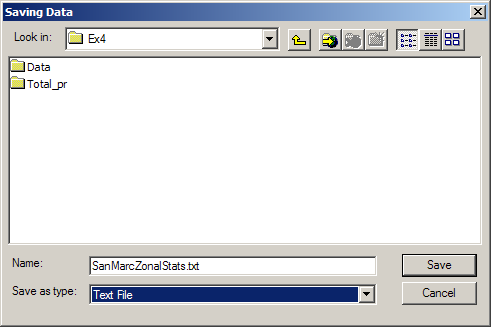 Saving Data
Look in: Ex4
Data
Total_pr
Name: SanMarcZonalStats.txt Save
Save as type: Text File Cancel